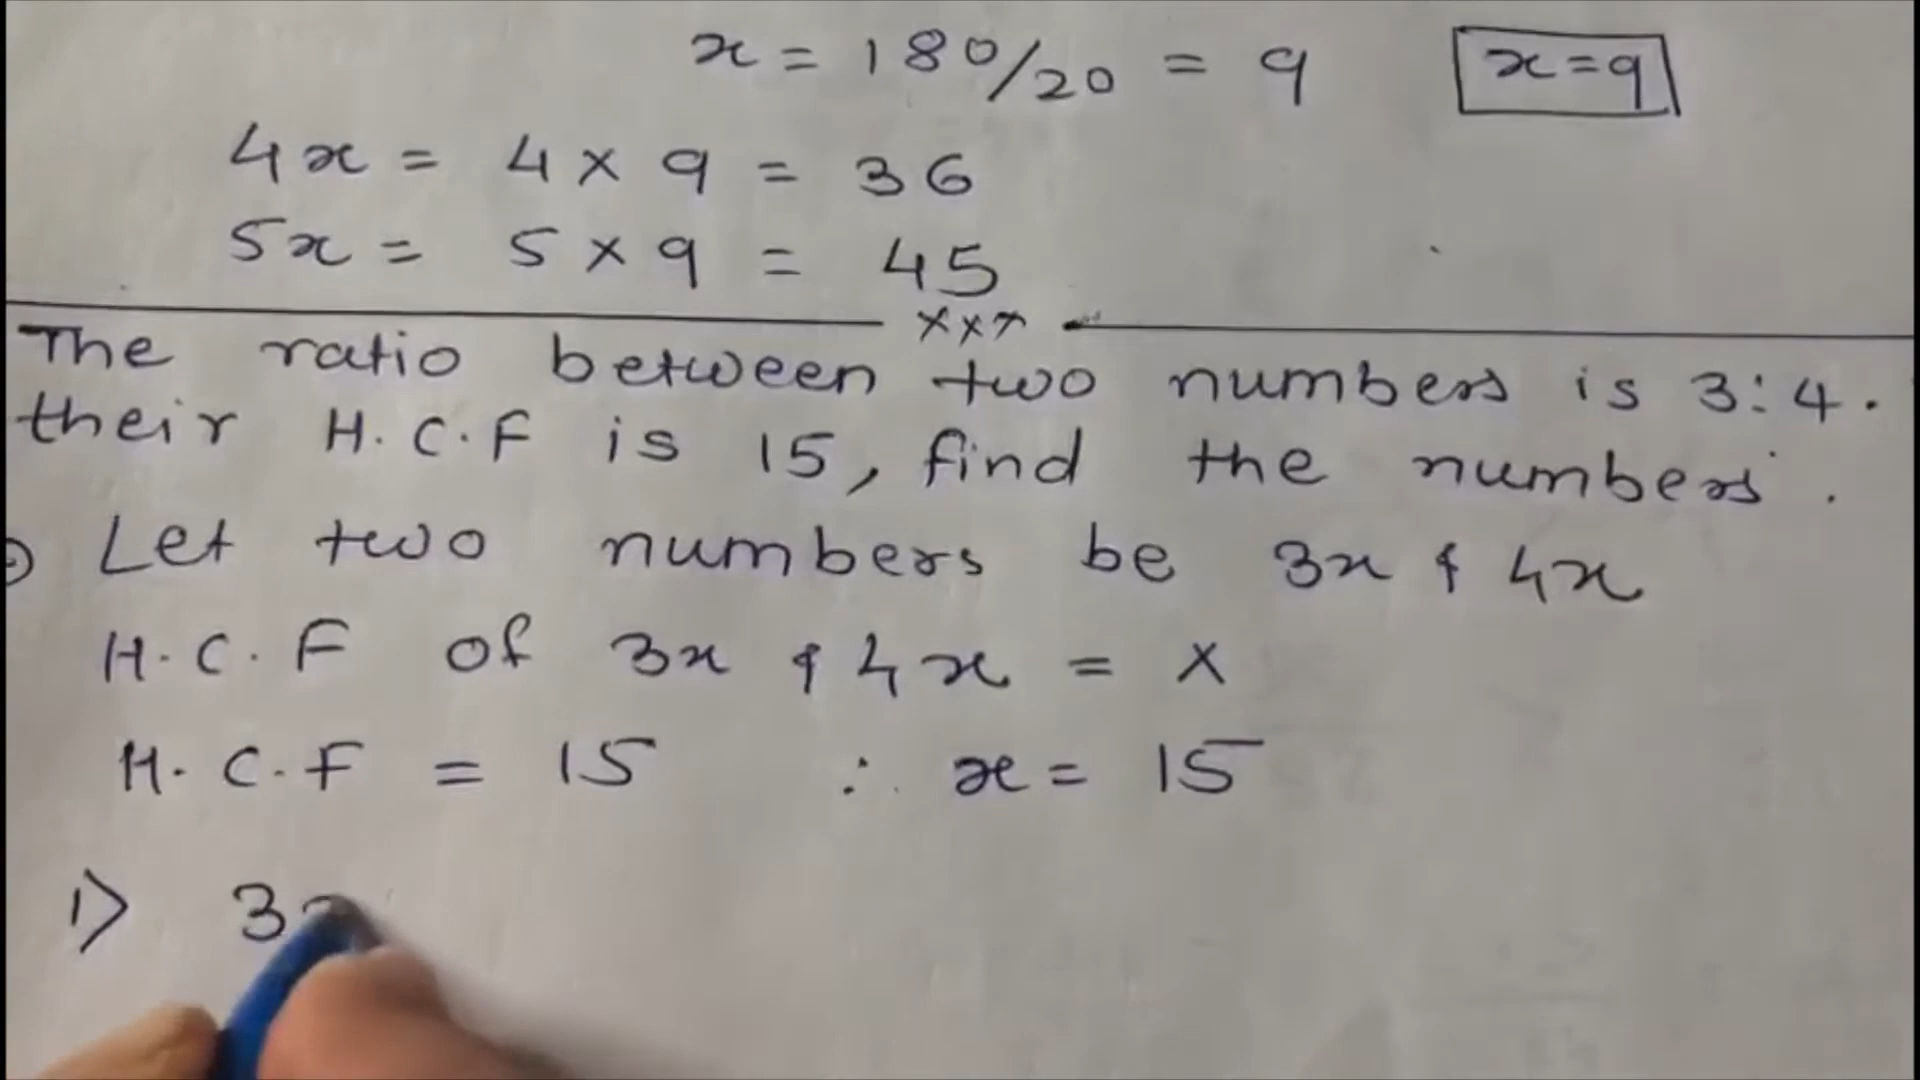 x = 180/20 = 9 x=9
4x = 4 × 9 = 36
5x = 5 × 9 = 45
×××
The ratio between two numbers is 3:4.
their H.C.F is 15, find the numbers.
Let two numbers be 3x & 4x
H.C.F of 3x & 4x = x
H.C.F = 15 ∴ x = 15
1> 3